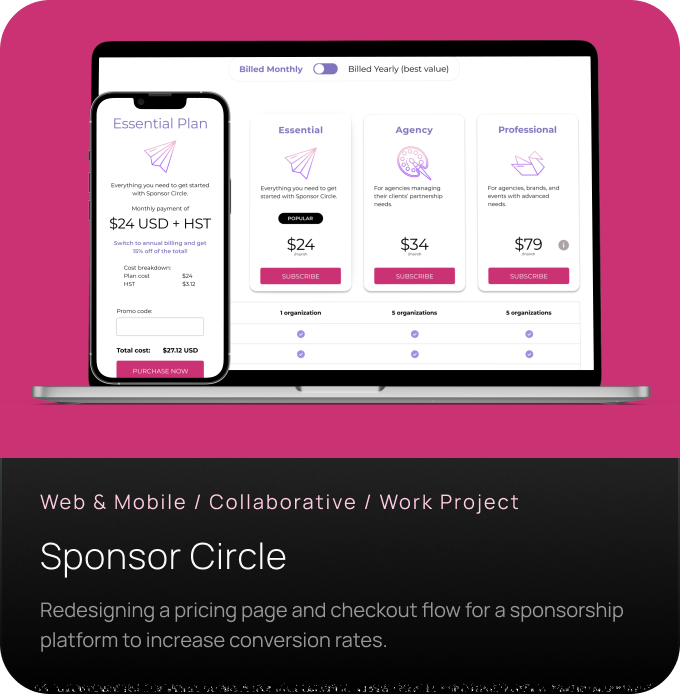 Billed Monthly Billed Yearly (best value)
Essential Plan
Everything you need to get started
with Sponsor Circle.
Monthly payment of
$24 USD + HST
Switch to annual billing and get
15% off of the total!
Cost breakdown:
Plan cost $24
HST $3.12
Promo code:
Total cost: $27.12 USD
PURCHASE NOW
Essential
Everything you need to get
started with Sponsor Circle.
POPULAR
$24
/month
SUBSCRIBE
Agency
For agencies managing
their clients' partnership
needs.
$34
/month
SUBSCRIBE
Professional
For agencies, brands, and
events with advanced
needs.
$79
i
/month
SUBSCRIBE
1 organization 5 organizations 5 organizations
Web & Mobile / Collaborative / Work Project
Sponsor Circle
Redesigning a pricing page and checkout flow for a sponsorship
platform to increase conversion rates.